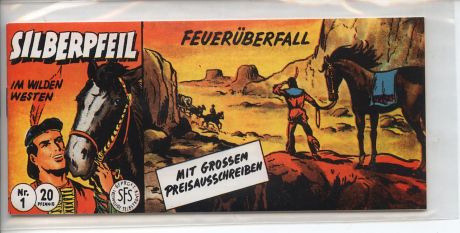 SILBERPFEIL
IM WILDEN
WESTEN
Nr.
1
20
PFENNIG
SFS
FEUERÜBERFALL
MIT GROSSEM
PREISAUSSCHREIBEN